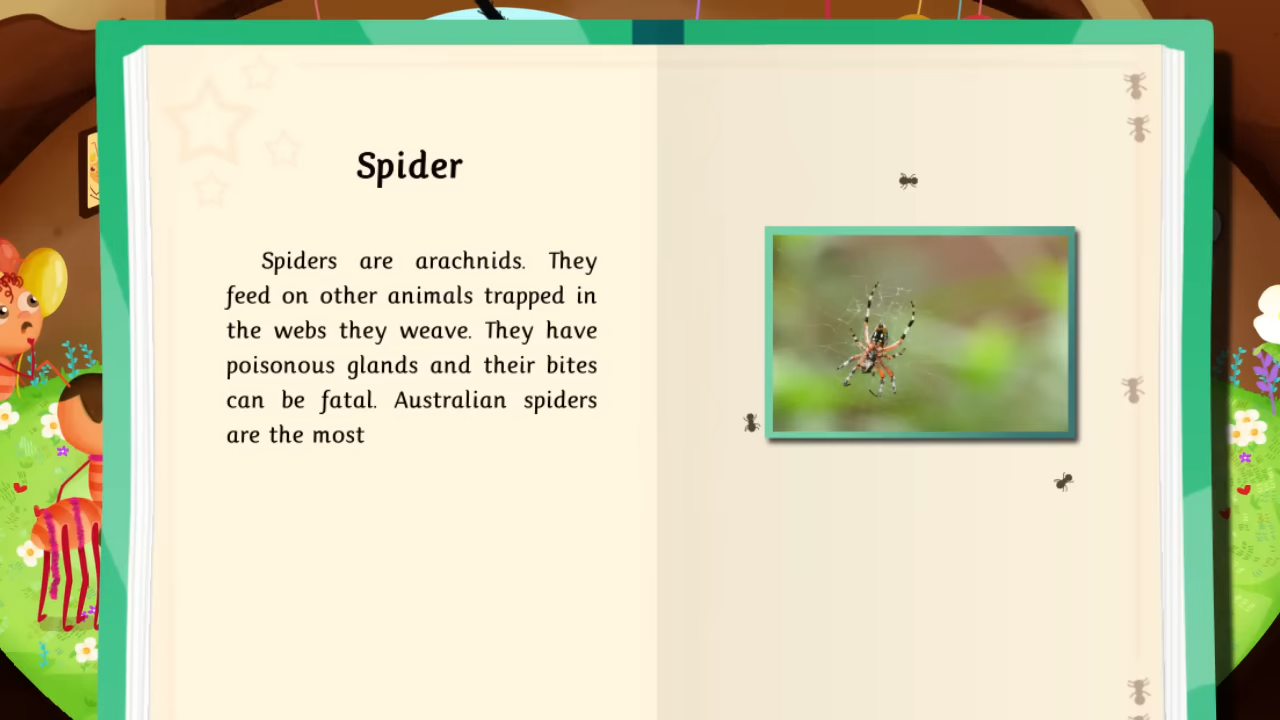 Spider
Spiders are arachnids. They
feed on other animals trapped in
the webs they weave. They have
poisonous glands and their bites
can be fatal. Australian spiders
are the most